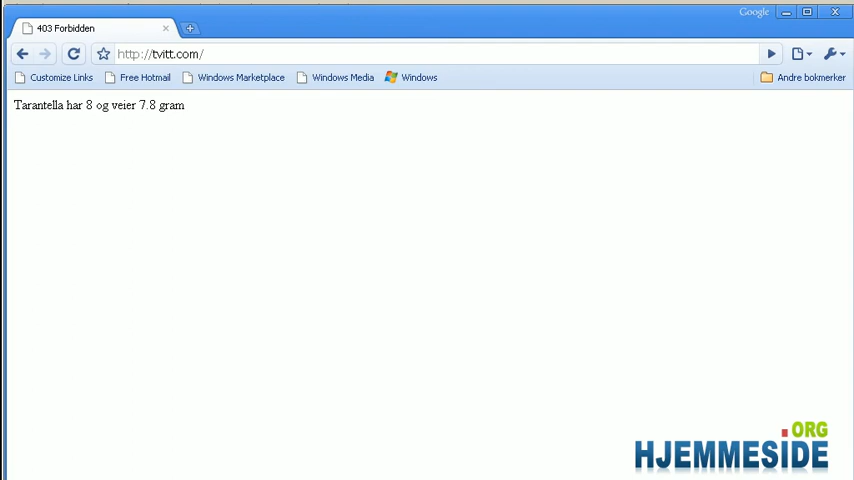 Google
403 Forbidden
http://tvitt.com/
Customize Links Free Hotmail Windows Marketplace Windows Media Windows Andre bokmerker
Tarantella har 8 og veier 7.8 gram
.ORG
HJEMMESIDE